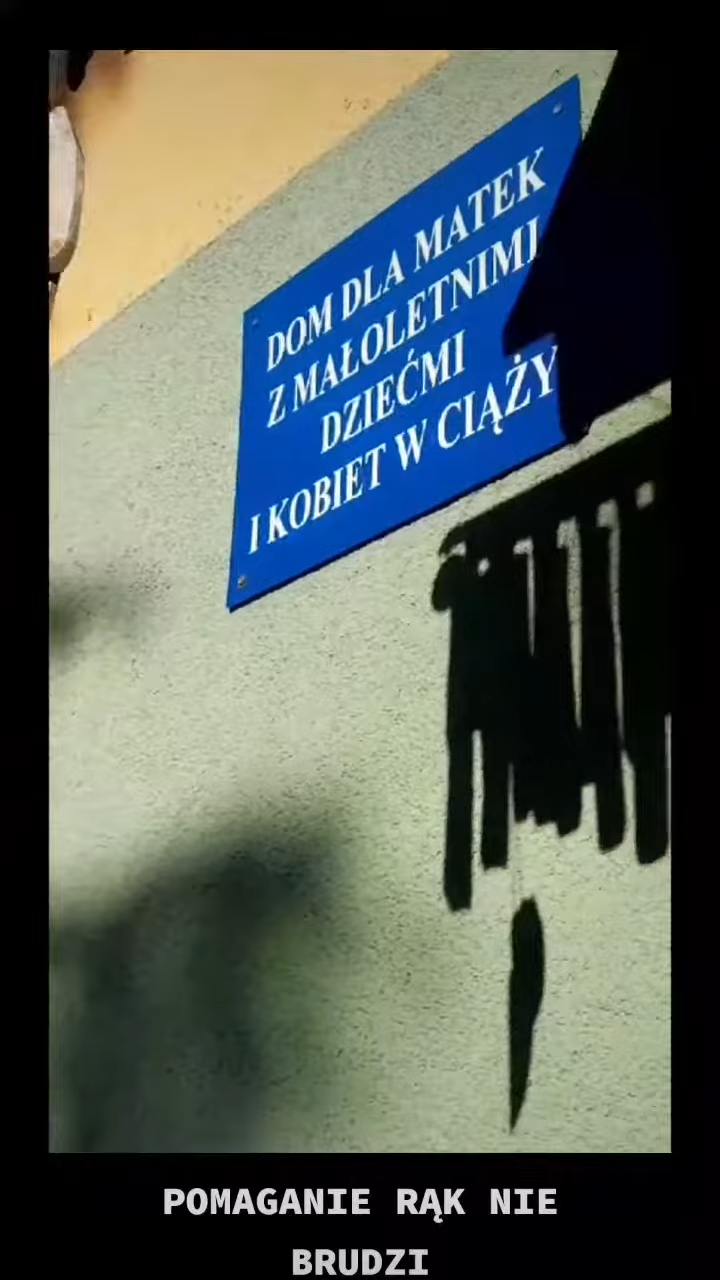 DOM DLA MATEK
Z MAŁOLETNIMI
DZIEĆMI
I KOBIET W CIĄŻY
POMAGANIE RĄK NIE
BRUDZI